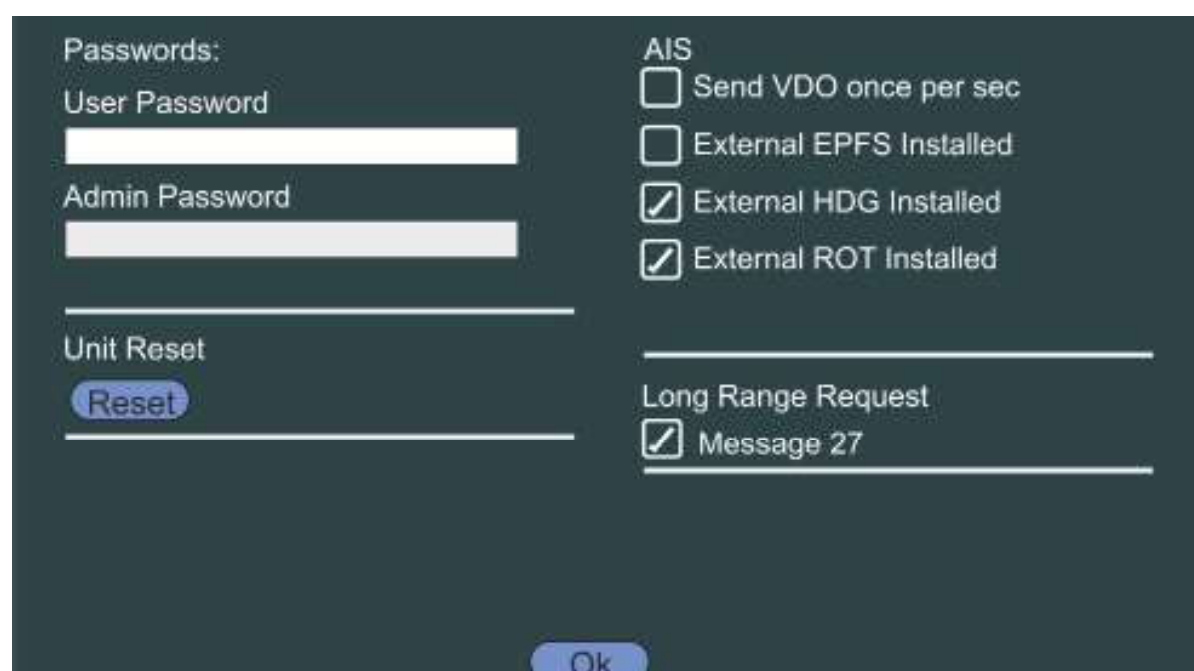 Passwords:
User Password
Admin Password
Unit Reset
Reset
AIS
Send VDO once per sec
External EPFS Installed
External HDG Installed
External ROT Installed
Long Range Request
Message 27
Ok